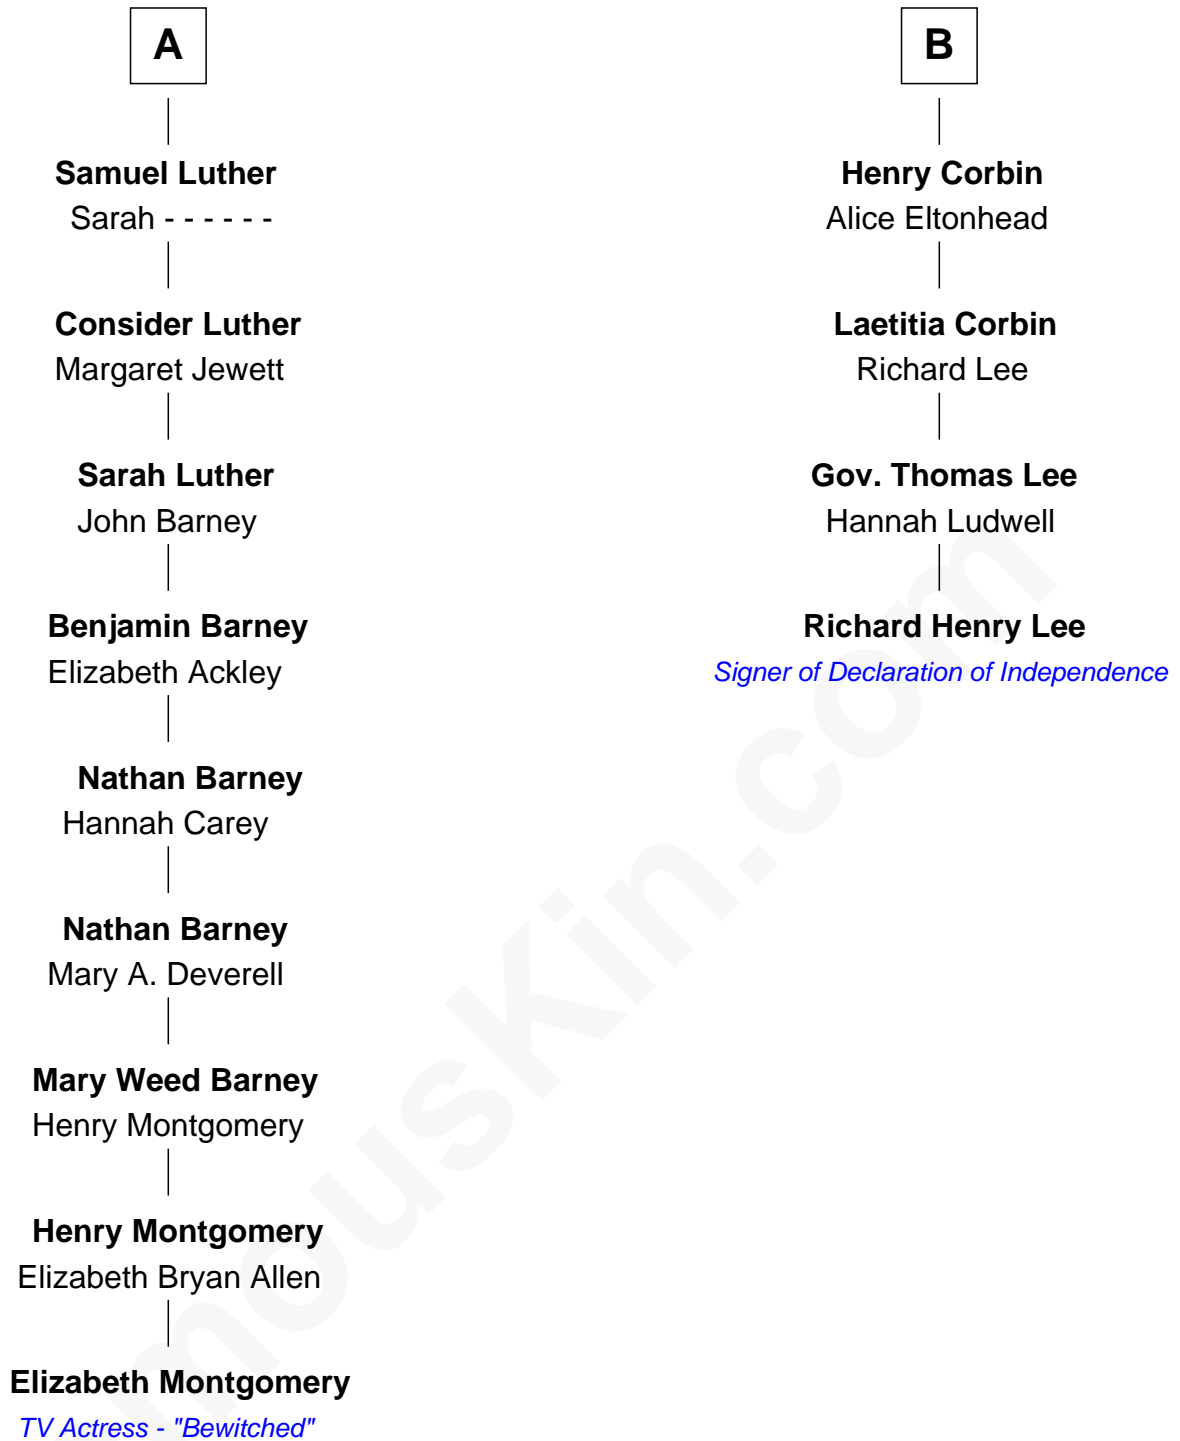 A
Samuel Luther
Sarah - - - - - -
Consider Luther
Margaret Jewett
Sarah Luther
John Barney
Benjamin Barney
Elizabeth Ackley
Nathan Barney
Hannah Carey
Nathan Barney
Mary A. Deverell
Mary Weed Barney
Henry Montgomery
Henry Montgomery
Elizabeth Bryan Allen
Elizabeth Montgomery
TV Actress - "Bewitched"
B
Henry Corbin
Alice Eltonhead
Laetitia Corbin
Richard Lee
Gov. Thomas Lee
Hannah Ludwell
Richard Henry Lee
Signer of Declaration of Independence
mouskin.com